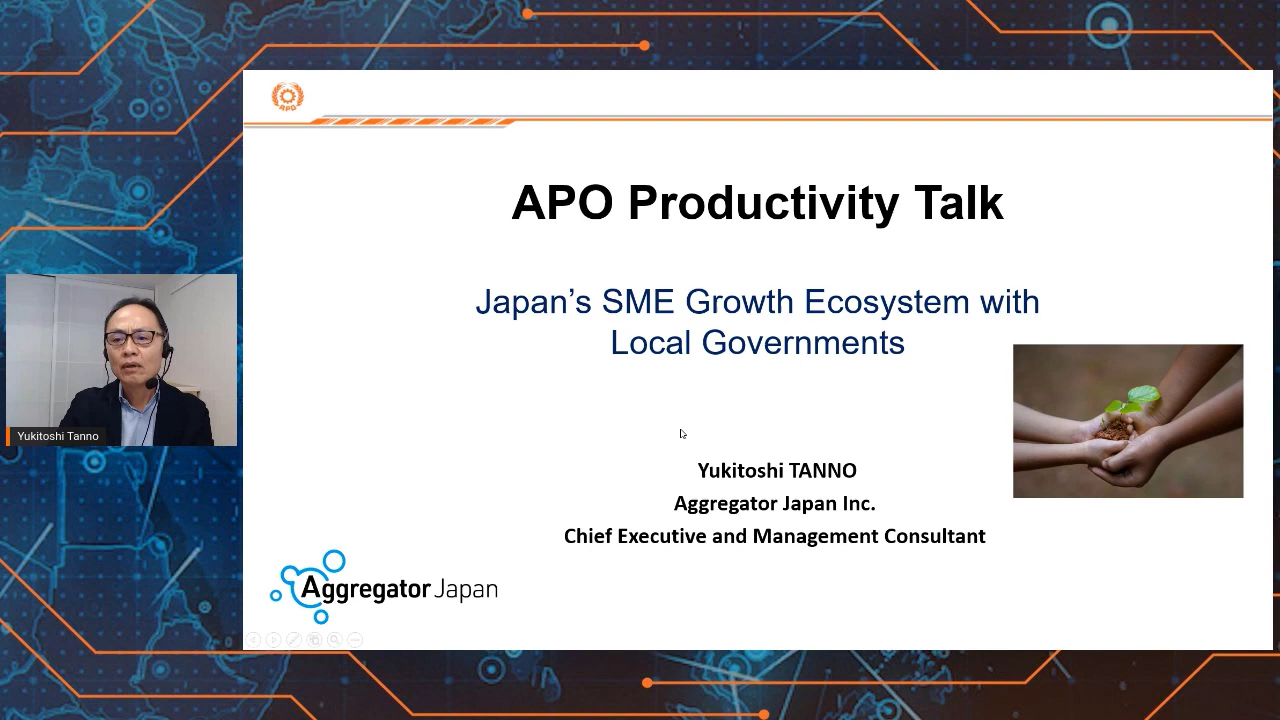 APO
APO Productivity Talk
Japan's SME Growth Ecosystem with
Local Governments
Yukitoshi TANNO
Aggregator Japan Inc.
Chief Executive and Management Consultant
Aggregator Japan
Yukitoshi Tanno